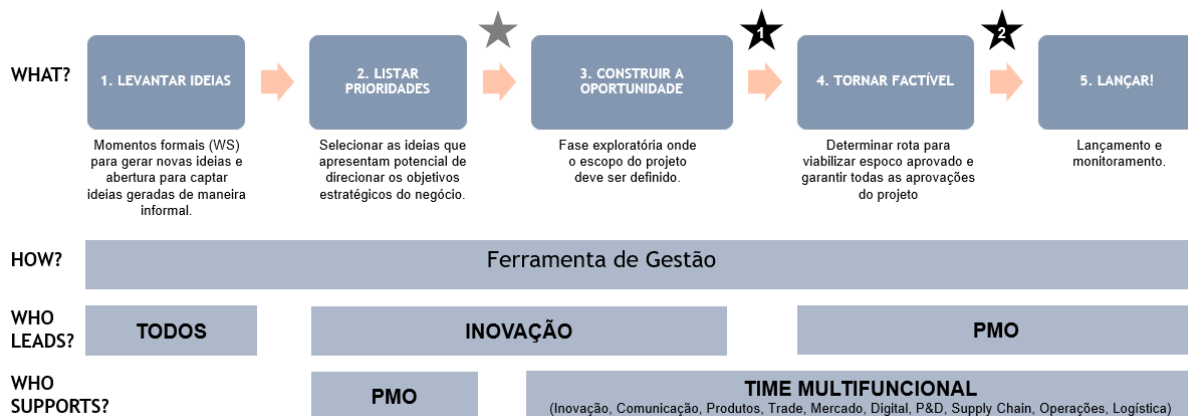 1
2
WHAT?
1. LEVANTAR IDEIAS
2. LISTAR
PRIORIDADES
3. CONSTRUIR A
OPORTUNIDADE
4. TORNAR FACTÍVEL
5. LANÇAR!
Momentos formais (WS)
para gerar novas ideias e
abertura para captar
ideias geradas de maneira
informal.
Selecionar as ideias que
apresentam potencial de
direcionar os objetivos
estratégicos do negócio.
Fase exploratória onde
o escopo do projeto
deve ser definido.
Determinar rota para
viabilizar espoco aprovado e
garantir todas as aprovações
do projeto
Lançamento e
monitoramento.
HOW?
Ferramenta de Gestão
WHO
LEADS?
TODOS
INOVAÇÃO
PMO
WHO
SUPPORTS?
PMO
TIME MULTIFUNCIONAL
(Inovação, Comunicação, Produtos, Trade, Mercado, Digital, P&D, Supply Chain, Operações, Logística)